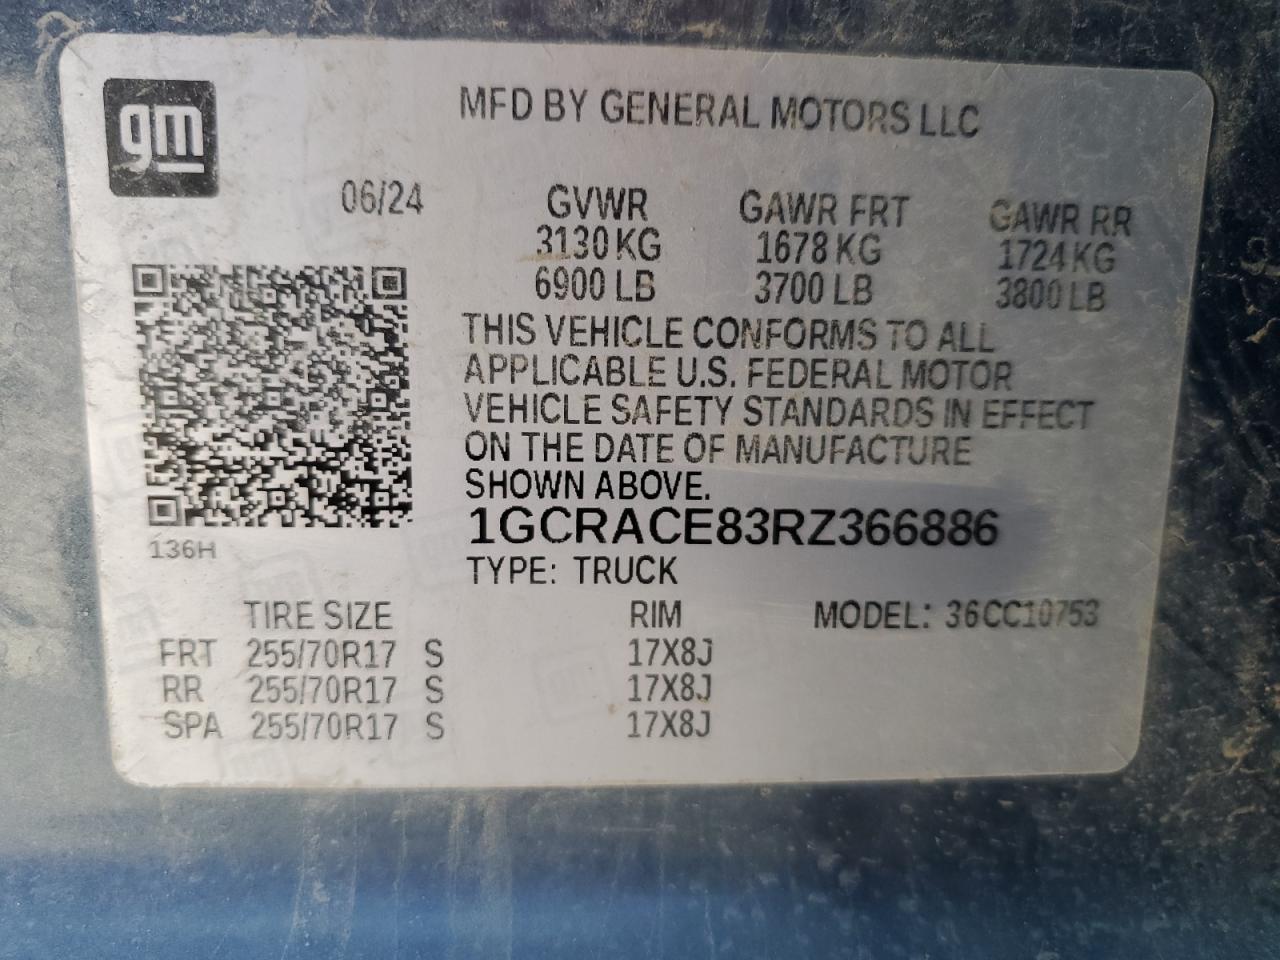 gm
MFD BY GENERAL MOTORS LLC
06/24 GVWR GAWR FRT GAWR RR
3130 KG 1678 KG 1724 KG
6900 LB 3700 LB 3800 LB
THIS VEHICLE CONFORMS TO ALL
APPLICABLE U.S. FEDERAL MOTOR
VEHICLE SAFETY STANDARDS IN EFFECT
ON THE DATE OF MANUFACTURE
SHOWN ABOVE.
1GCRACE83RZ366886
136H
TYPE: TRUCK
TIRE SIZE RIM MODEL: 36CC10753
FRT 255/70R17 S 17X8J
RR 255/70R17 S 17X8J
SPA 255/70R17 S 17X8J